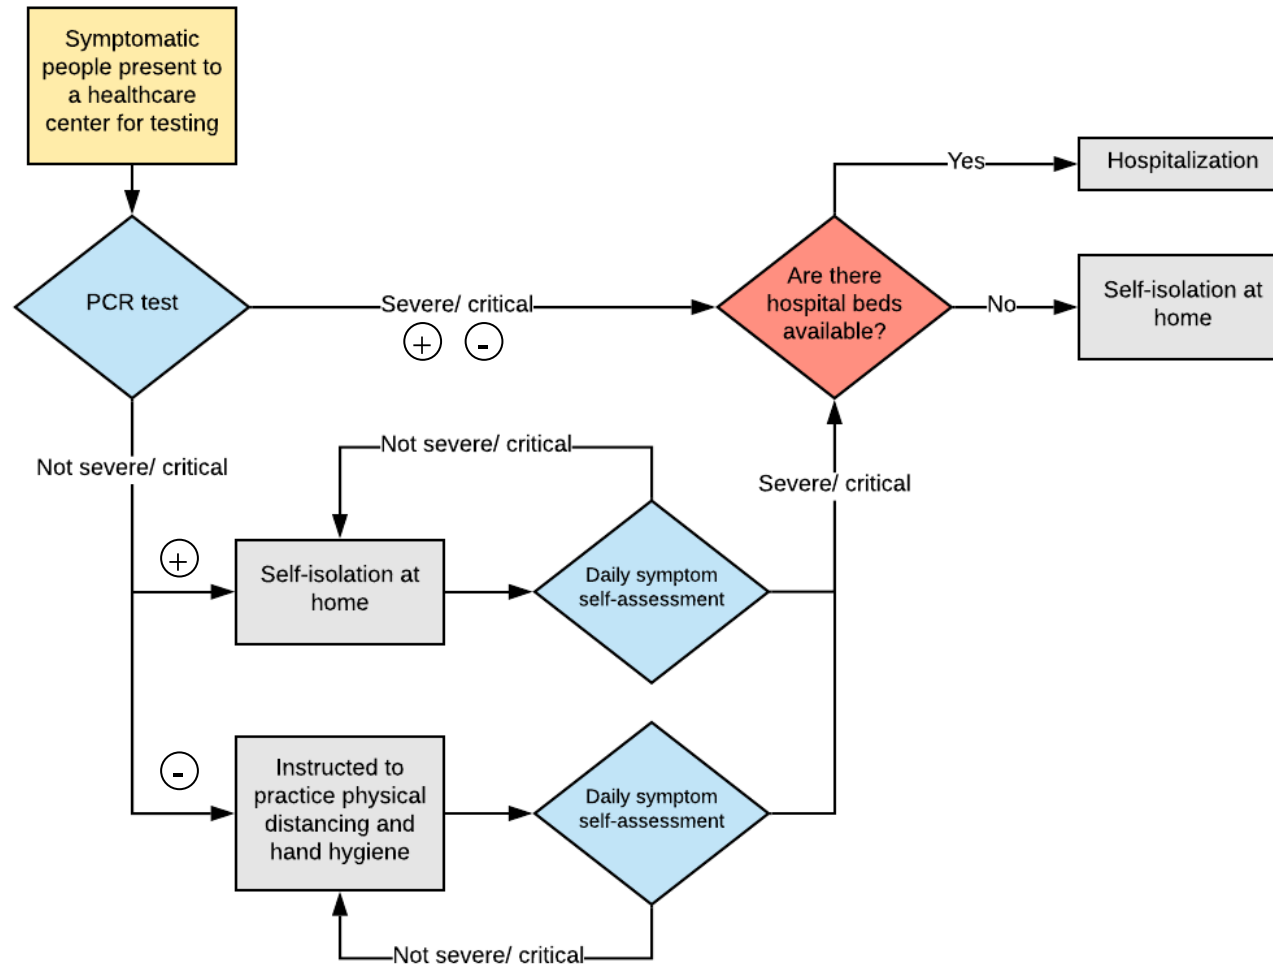 Symptomatic
people present to
a healthcare
center for testing
Yes
Hospitalization
PCR test
Severe/ critical
+ -
Are there
hospital beds
available?
No
Self-isolation at
home
Not severe/ critical
Not severe/ critical
Severe/ critical
+
Self-isolation at
home
Daily symptom
self-assessment
-
Instructed to
practice physical
distancing and
hand hygiene
Daily symptom
self-assessment
Not severe/ critical